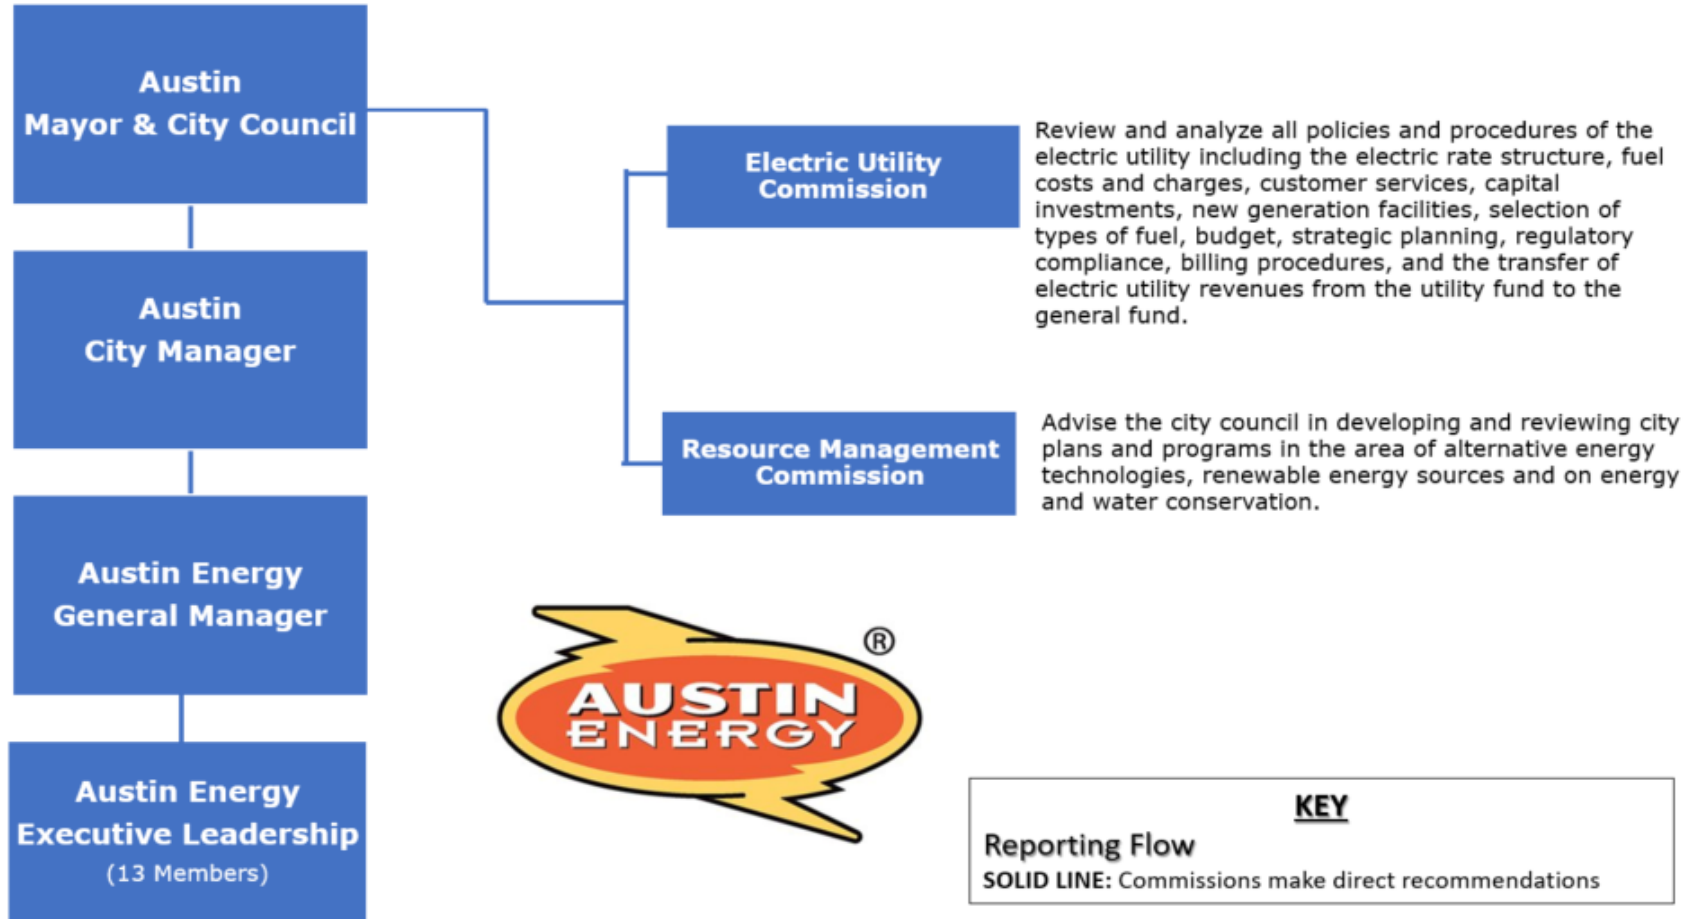 Austin
Mayor & City Council
Austin
City Manager
Austin Energy
General Manager
Austin Energy
Executive Leadership
(13 Members)
Electric Utility
Commission
Review and analyze all policies and procedures of the
electric utility including the electric rate structure, fuel
costs and charges, customer services, capital
investments, new generation facilities, selection of
types of fuel, budget, strategic planning, regulatory
compliance, billing procedures, and the transfer of
electric utility revenues from the utility fund to the
general fund.
Resource Management
Commission
Advise the city council in developing and reviewing city
plans and programs in the area of alternative energy
technologies, renewable energy sources and on energy
and water conservation.
®
AUSTIN
ENERGY
KEY
Reporting Flow
SOLID LINE: Commissions make direct recommendations